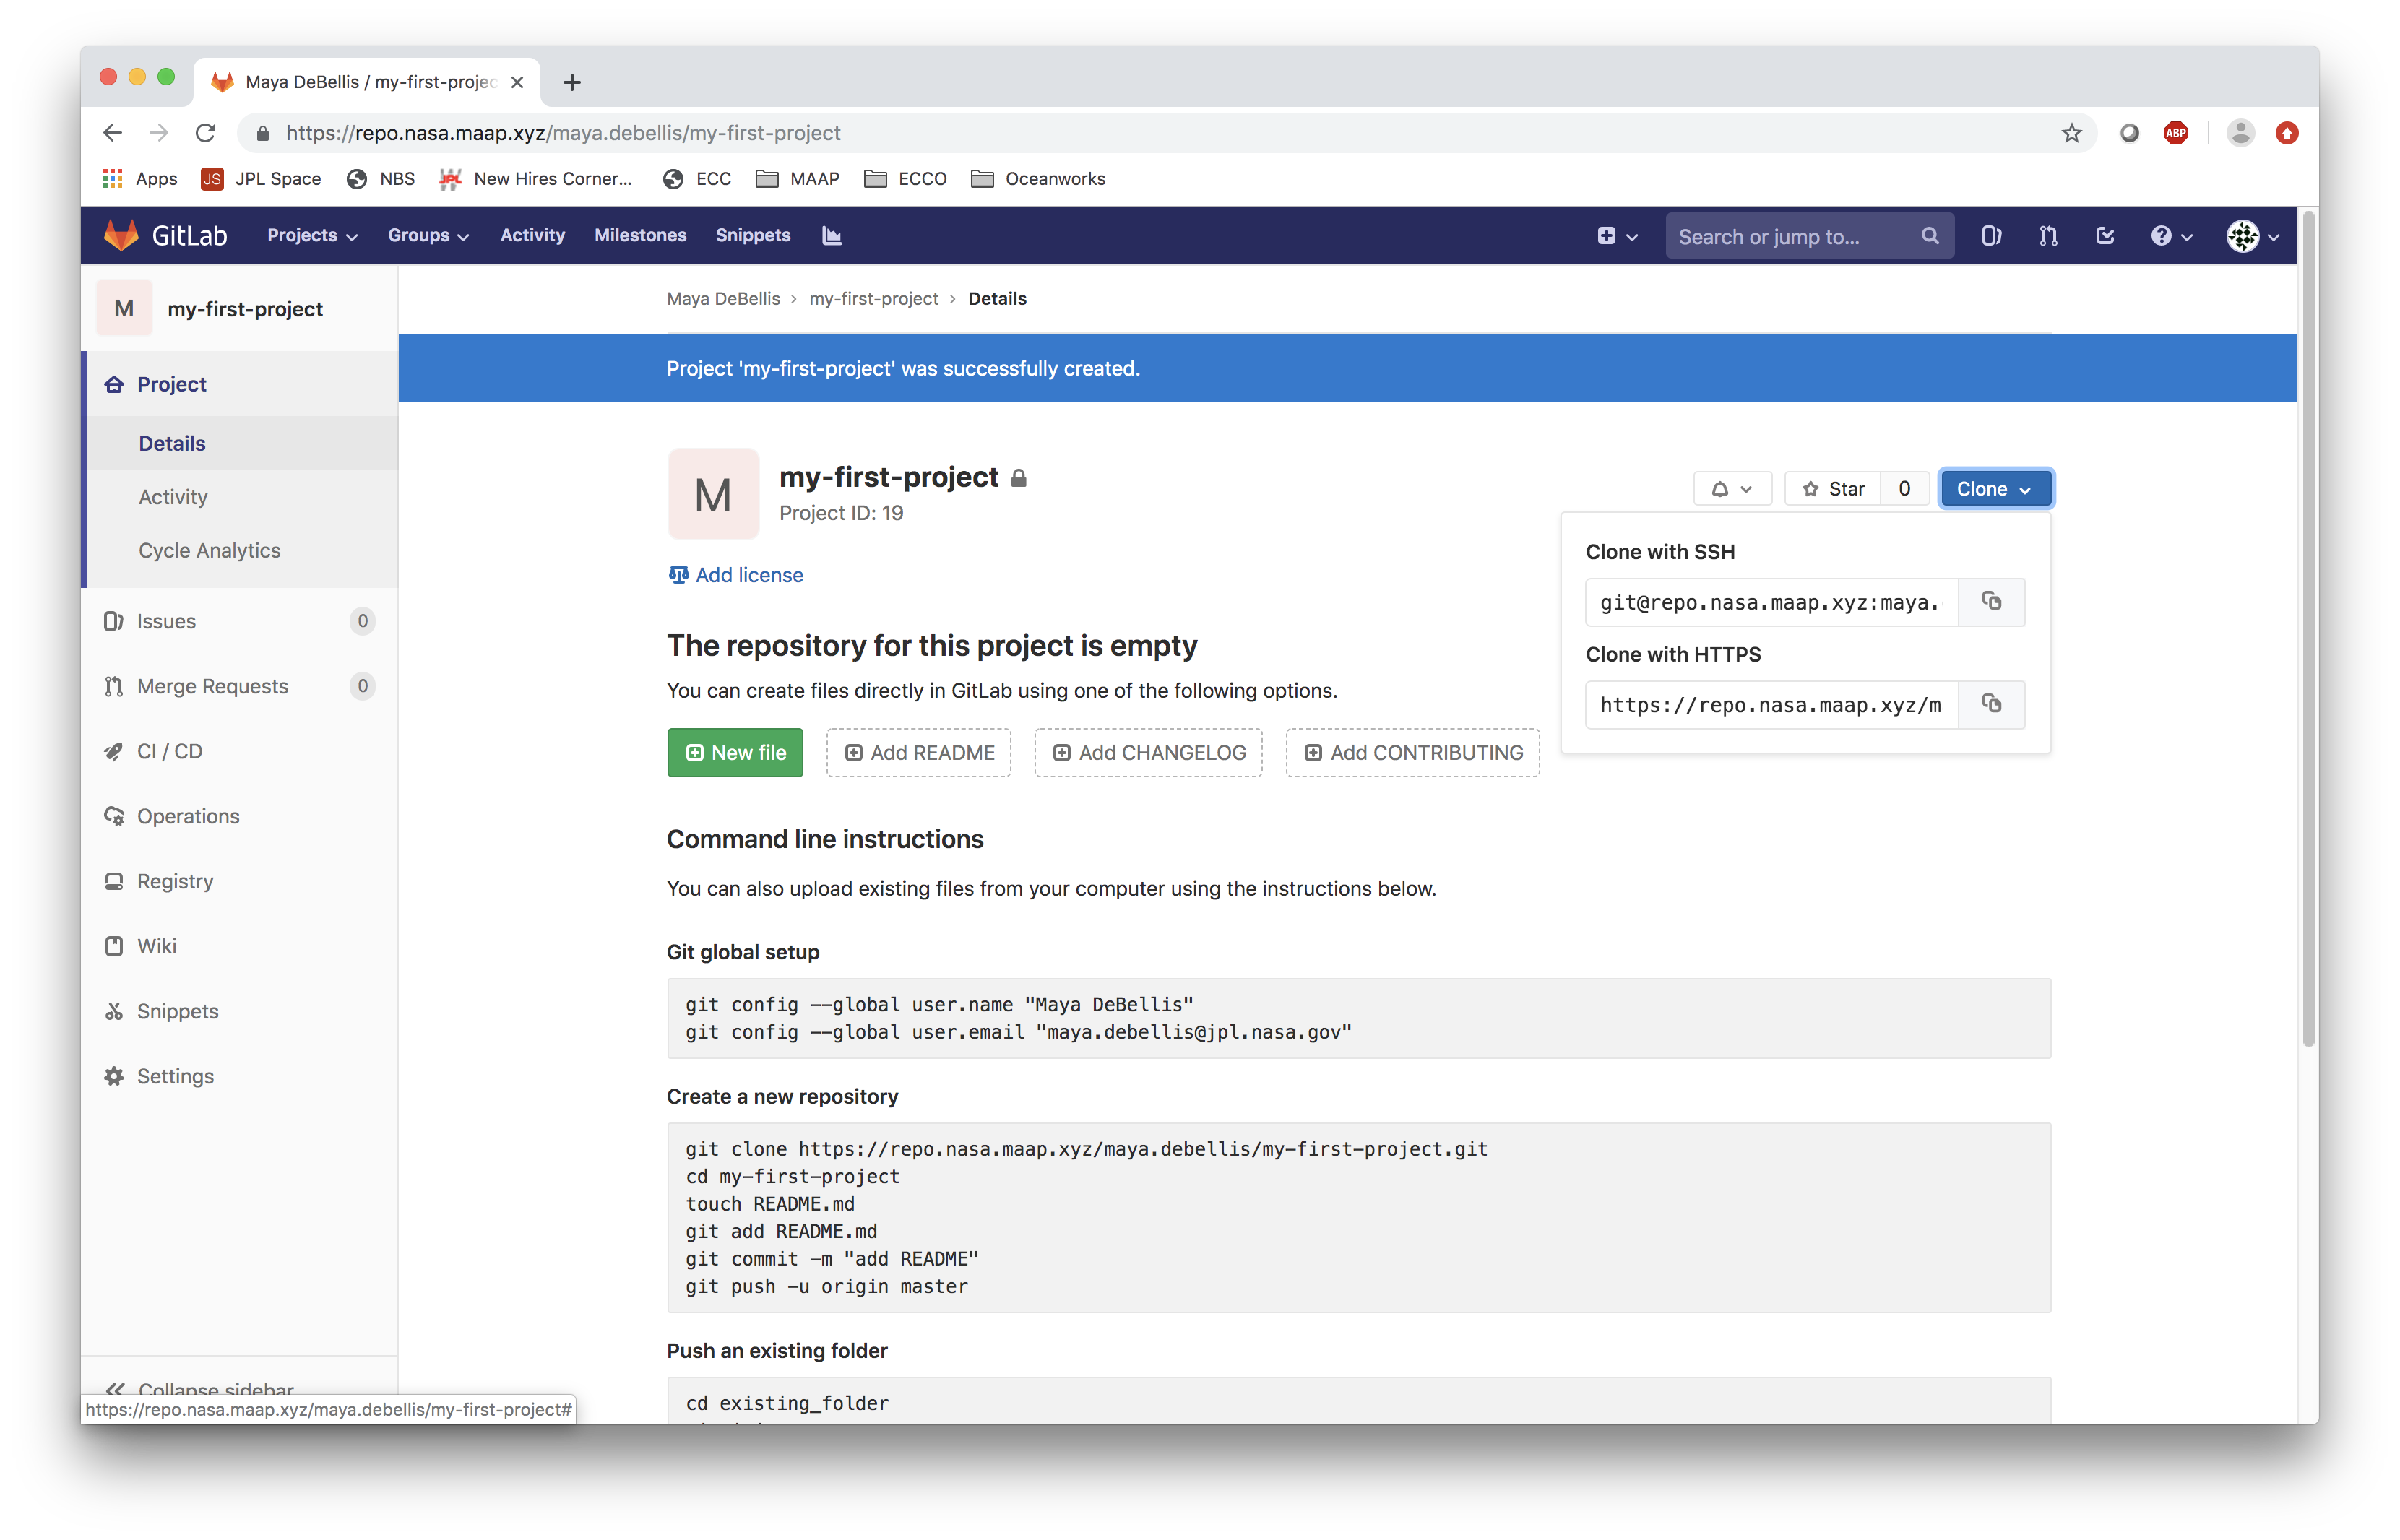 Maya DeBellis / my-first-projec
https://repo.nasa.maap.xyz/maya.debellis/my-first-project
ABP
Apps
JS JPL Space
NBS
JPL New Hires Corner...
ECC
MAAP
ECCO
Oceanworks
GitLab
Projects
Groups
Activity
Milestones
Snippets
Search or jump to...
M my-first-project
Project
Details
Activity
Cycle Analytics
Issues 0
Merge Requests 0
CI / CD
Operations
Registry
Wiki
Snippets
Settings
Collapse sidebar
https://repo.nasa.maap.xyz/maya.debellis/my-first-project#
Maya DeBellis › my-first-project › Details
Project 'my-first-project' was successfully created.
M
my-first-project
Project ID: 19
Star 0
Clone
Clone with SSH
git@repo.nasa.maap.xyz:maya.
Clone with HTTPS
https://repo.nasa.maap.xyz/m
Add license
The repository for this project is empty
You can create files directly in GitLab using one of the following options.
New file
Add README
Add CHANGELOG
Add CONTRIBUTING
Command line instructions
You can also upload existing files from your computer using the instructions below.
Git global setup
git config --global user.name "Maya DeBellis"
git config --global user.email "maya.debellis@jpl.nasa.gov"
Create a new repository
git clone https://repo.nasa.maap.xyz/maya.debellis/my-first-project.git
cd my-first-project
touch README.md
git add README.md
git commit -m "add README"
git push -u origin master
Push an existing folder
cd existing_folder